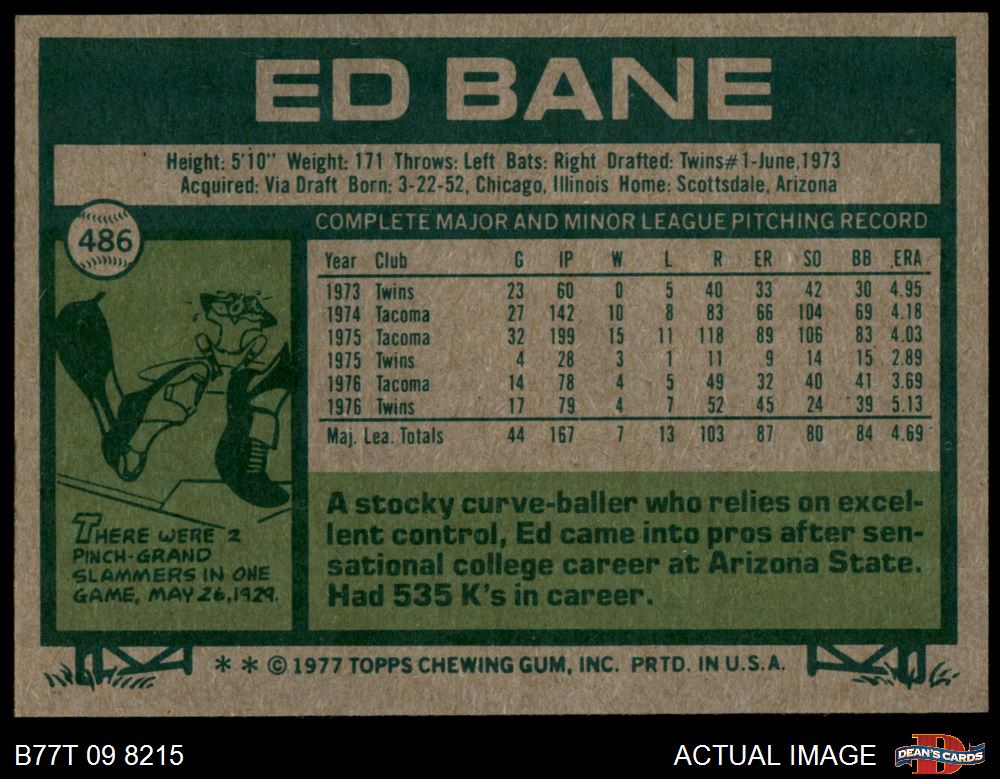 ED BANE
Height: 5'10" Weight: 171 Throws: Left Bats: Right Drafted: Twins#1-June,1973
Acquired: Via Draft Born: 3-22-52, Chicago, Illinois Home: Scottsdale, Arizona
486
COMPLETE MAJOR AND MINOR LEAGUE PITCHING RECORD
Year Club G IP W L R ER SO BB ERA
1973 Twins 23 60 0 5 40 33 42 30 4.95
1974 Tacoma 27 142 10 8 83 66 104 69 4.18
1975 Tacoma 32 199 15 11 118 89 106 83 4.03
1975 Twins 4 28 3 1 11 9 14 15 2.89
1976 Tacoma 14 78 4 5 49 32 40 41 3.69
1976 Twins 17 79 4 7 52 45 24 39 5.13
Maj. Lea. Totals 44 167 7 13 103 87 80 84 4.69
THERE WERE 2
PINCH-GRAND
SLAMMERS IN ONE
GAME, MAY 26,1929.
A stocky curve-baller who relies on excel-
lent control, Ed came into pros after sen-
sational college career at Arizona State.
Had 535 K's in career.
** © 1977 TOPPS CHEWING GUM, INC. PRTD. IN U.S.A.
B77T 09 8215
ACTUAL IMAGE
D
DEAN'S CARDS